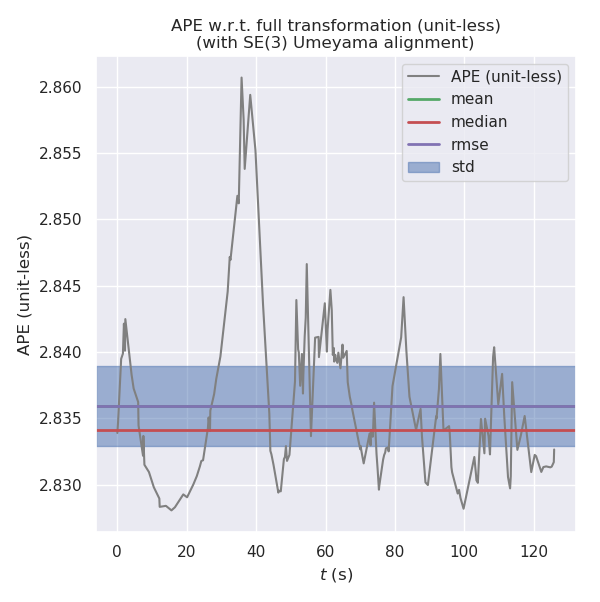 APE w.r.t. full transformation (unit-less)
(with SE(3) Umeyama alignment)
APE (unit-less)
mean
median
rmse
std
2.860
2.855
2.850
2.845
2.840
2.835
2.830
APE (unit-less)
0 20 40 60 80 100 120
t (s)